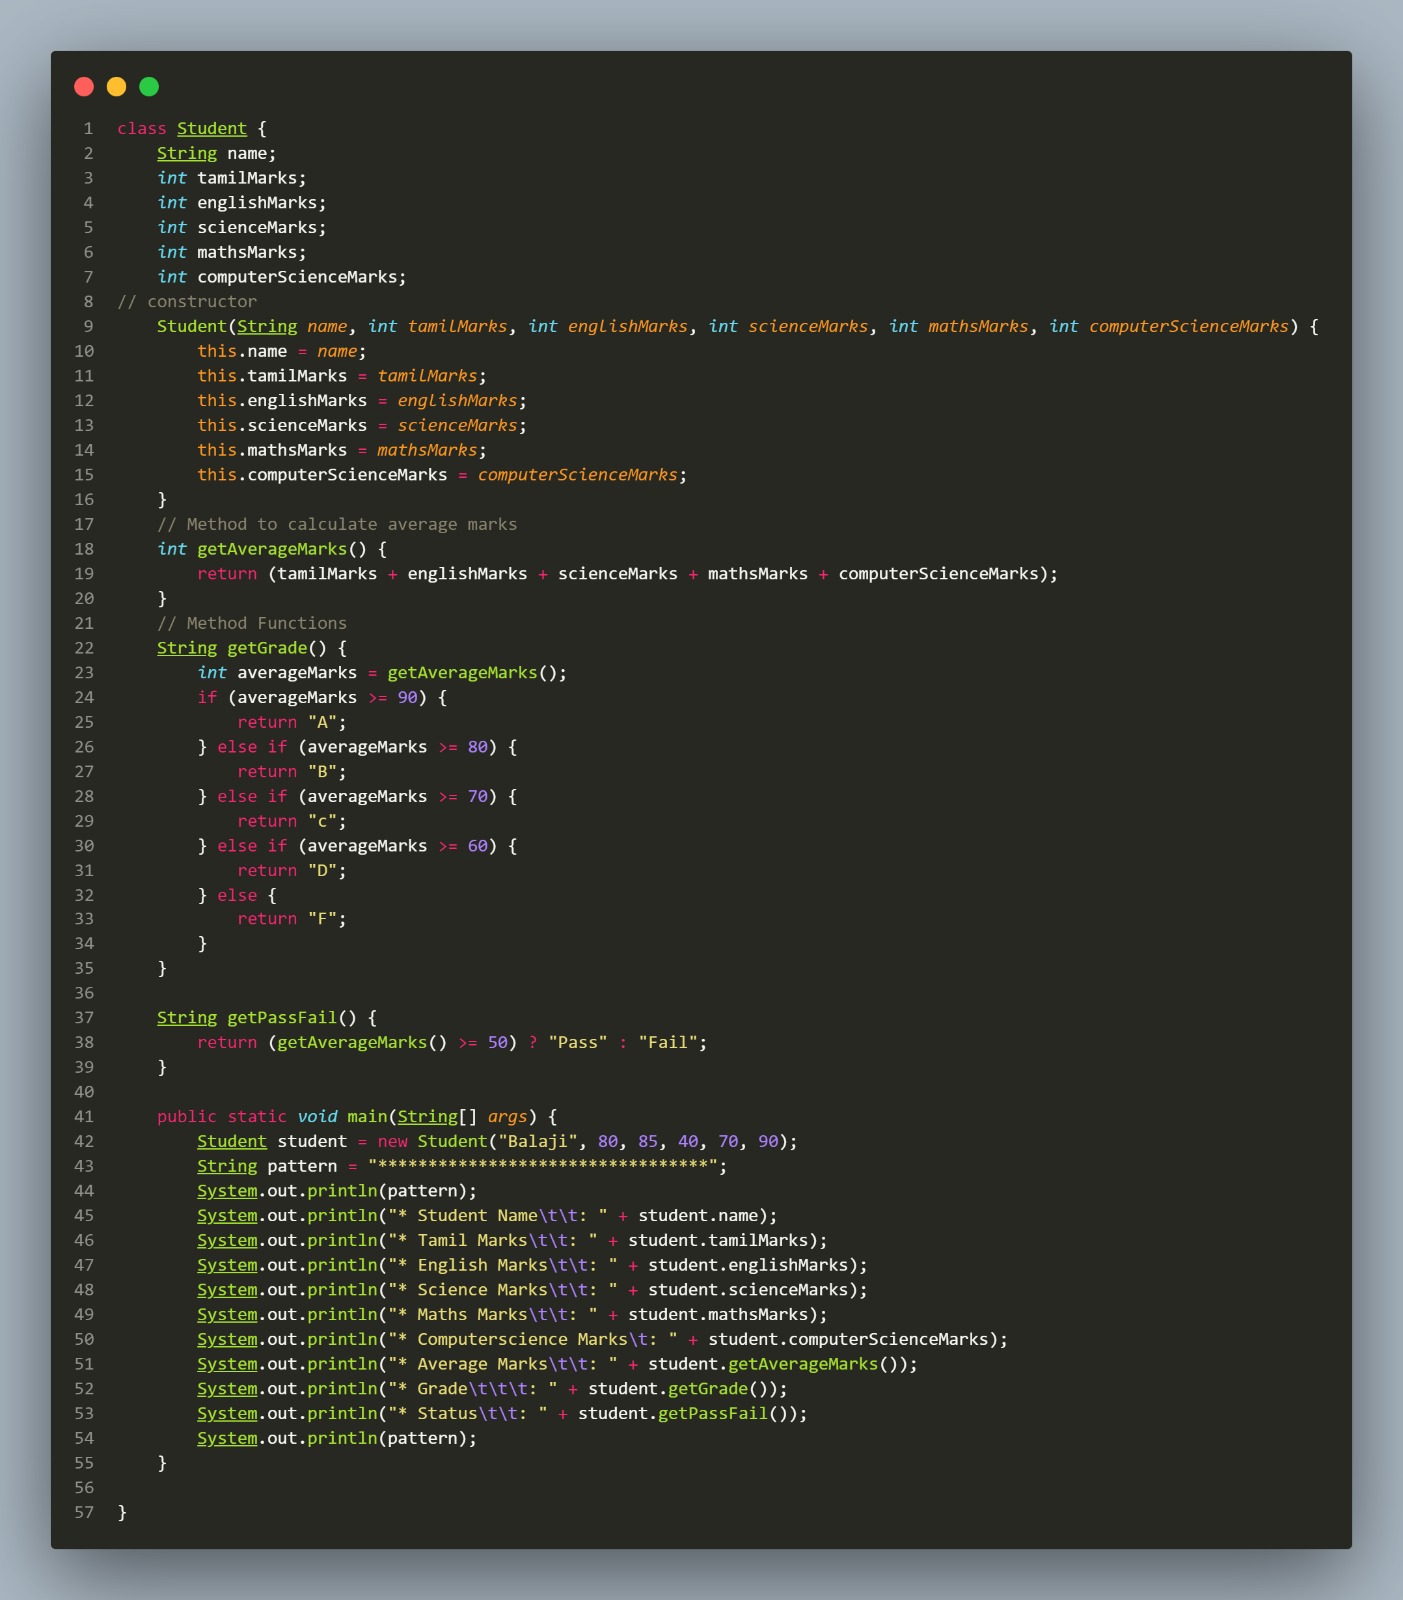 1 class Student {
2     String name;
3     int tamilMarks;
4     int englishMarks;
5     int scienceMarks;
6     int mathsMarks;
7     int computerScienceMarks;
8 // constructor
9     Student(String name, int tamilMarks, int englishMarks, int scienceMarks, int mathsMarks, int computerScienceMarks) {
10         this.name = name;
11         this.tamilMarks = tamilMarks;
12         this.englishMarks = englishMarks;
13         this.scienceMarks = scienceMarks;
14         this.mathsMarks = mathsMarks;
15         this.computerScienceMarks = computerScienceMarks;
16     }
17     // Method to calculate average marks
18     int getAverageMarks() {
19         return (tamilMarks + englishMarks + scienceMarks + mathsMarks + computerScienceMarks);
20     }
21     // Method Functions
22     String getGrade() {
23         int averageMarks = getAverageMarks();
24         if (averageMarks >= 90) {
25             return "A";
26         } else if (averageMarks >= 80) {
27             return "B";
28         } else if (averageMarks >= 70) {
29             return "c";
30         } else if (averageMarks >= 60) {
31             return "D";
32         } else {
33             return "F";
34         }
35     }
36
37     String getPassFail() {
38         return (getAverageMarks() >= 50) ? "Pass" : "Fail";
39     }
40
41     public static void main(String[] args) {
42         Student student = new Student("Balaji", 80, 85, 40, 70, 90);
43         String pattern = "*********************************";
44         System.out.println(pattern);
45         System.out.println("* Student Name\t\t: " + student.name);
46         System.out.println("* Tamil Marks\t\t: " + student.tamilMarks);
47         System.out.println("* English Marks\t\t: " + student.englishMarks);
48         System.out.println("* Science Marks\t\t: " + student.scienceMarks);
49         System.out.println("* Maths Marks\t\t: " + student.mathsMarks);
50         System.out.println("* Computerscience Marks\t: " + student.computerScienceMarks);
51         System.out.println("* Average Marks\t\t: " + student.getAverageMarks());
52         System.out.println("* Grade\t\t\t: " + student.getGrade());
53         System.out.println("* Status\t\t: " + student.getPassFail());
54         System.out.println(pattern);
55     }
56
57 }